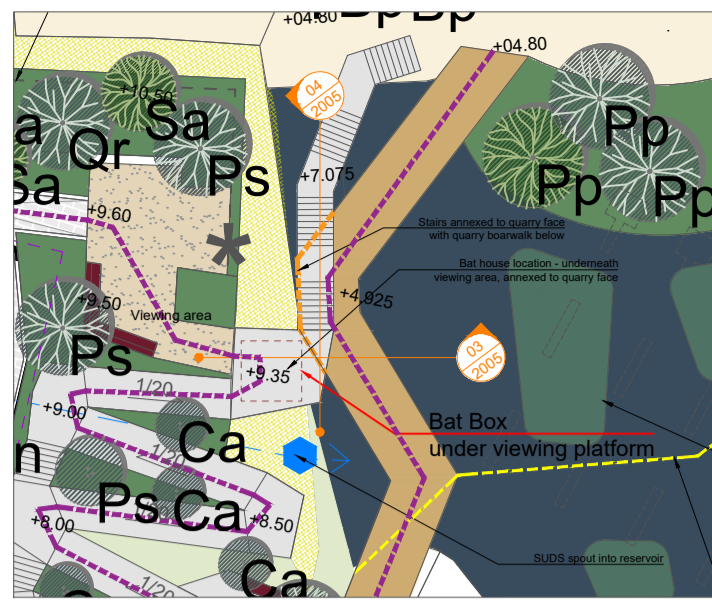 +04.80
Bp
Bp
+04.80
+10.50
Sa
a
Qr
Ps
Sa
04
2005
Pp
Pp
Pp
+7.075
+9.60
Stairs annexed to quarry face
with quarry boarwalk below
Bat house location - underneath
viewing area, annexed to quarry face
+9.50
Viewing area
+4.925
Ps
03
2005
+9.35
1/20
+9.00
Bat Box
under viewing platform
Ca
1/20
n
Ps
Ca
+8.00
+8.50
SUDS spout into reservoir
Ca
1/20